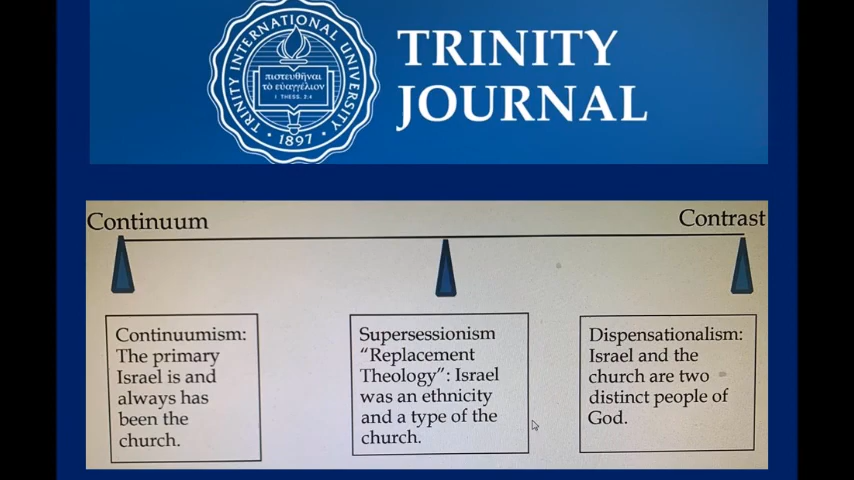 TRINITY INTERNATIONAL UNIVERSITY
πιστευθῆναι
τὸ εὐαγγέλιον
I THESS. 2:4
• 1897 •
TRINITY
JOURNAL
Continuum
Contrast
Continuumism:
The primary
Israel is and
always has
been the
church.
Supersessionism
“Replacement
Theology”: Israel
was an ethnicity
and a type of the
church.
Dispensationalism:
Israel and the
church are two
distinct people of
God.